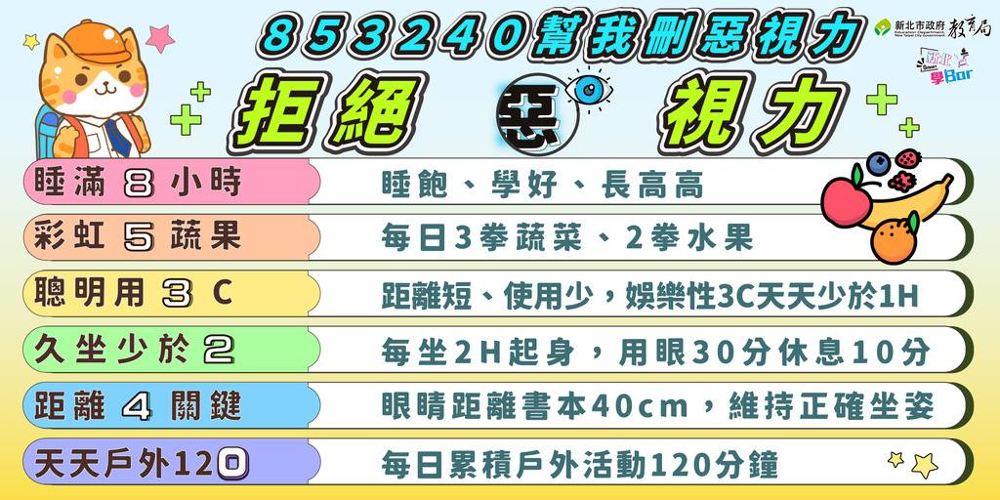 853240幫我刪惡視力
新北市政府教育局
Education Department,
New Taipei City Government
新北
Smart
學Bar
拒絕惡視力
睡滿8小時
睡飽、學好、長高高
彩虹5蔬果
每日3拳蔬菜、2拳水果
聰明用3C
距離短、使用少，娛樂性3C天天少於1H
久坐少於2
每坐2H起身，用眼30分休息10分
距離4關鍵
眼睛距離書本40cm，維持正確坐姿
天天戶外120
每日累積戶外活動120分鐘